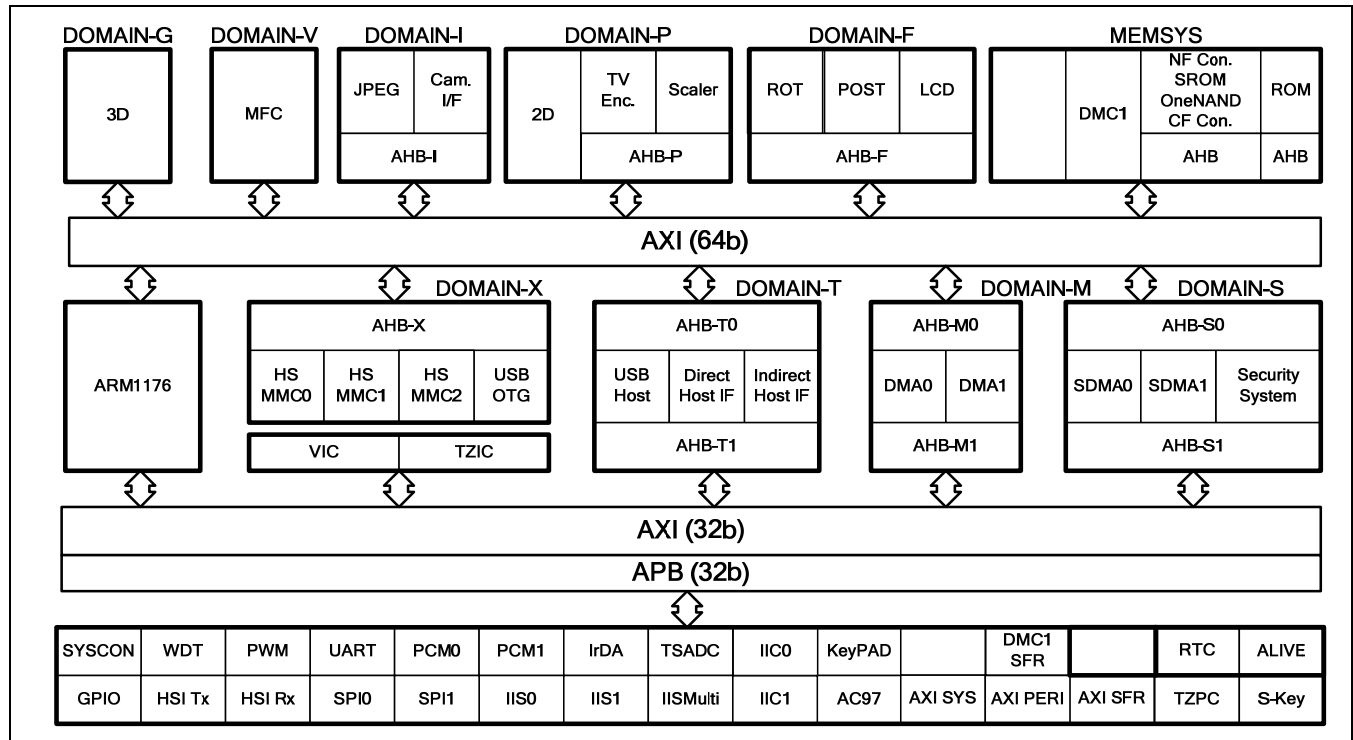 DOMAIN-G DOMAIN-V DOMAIN-I DOMAIN-P DOMAIN-F MEMSYS
3D
MFC
JPEG
Cam.
I/F
AHB-I
2D
TV
Enc.
Scaler
AHB-P
ROT
POST
LCD
AHB-F
DMC1
NF Con.
SROM
OneNAND
CF Con.
AHB
ROM
AHB
AXI (64b)
DOMAIN-X DOMAIN-T DOMAIN-M DOMAIN-S
ARM1176
AHB-X
HS
MMC0
HS
MMC1
HS
MMC2
USB
OTG
VIC
TZIC
AHB-T0
USB
Host
Direct
Host IF
Indirect
Host IF
AHB-T1
AHB-M0
DMA0
DMA1
AHB-M1
AHB-S0
SDMA0
SDMA1
Security
System
AHB-S1
AXI (32b)
APB (32b)
SYSCON WDT PWM UART PCM0 PCM1 IrDA TSADC IIC0 KeyPAD
DMC1
SFR
RTC ALIVE
GPIO HSI Tx HSI Rx SPI0 SPI1 IIS0 IIS1 IISMulti IIC1 AC97 AXI SYS AXI PERI AXI SFR TZPC S-Key